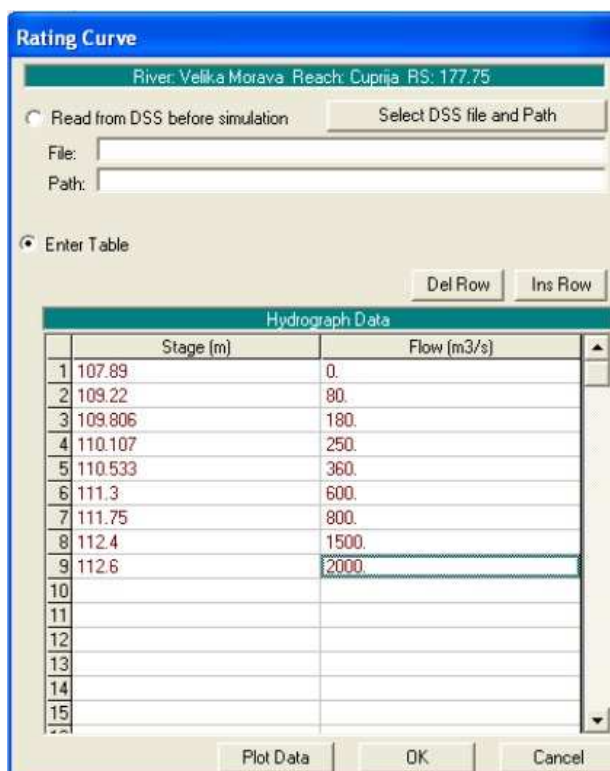 Rating Curve
River: Velika Morava Reach: Cuprija RS: 177.75
Read from DSS before simulation Select DSS file and Path
File:
Path:
Enter Table
Del Row Ins Row
Hydrograph Data
Stage (m) Flow (m3/s)
1 107.89 0.
2 109.22 80.
3 109.806 180.
4 110.107 250.
5 110.533 360.
6 111.3 600.
7 111.75 800.
8 112.4 1500.
9 112.6 2000.
10
11
12
13
14
15
Plot Data OK Cancel